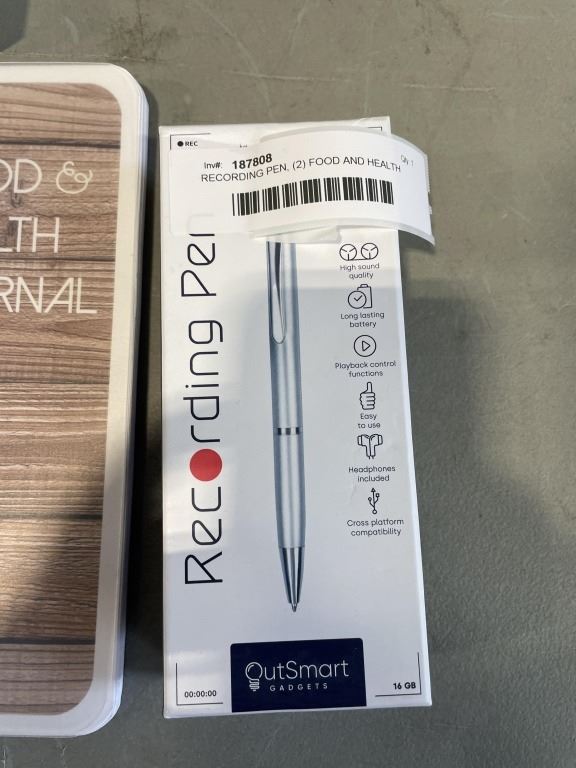 OD &
LTH
RNAL
REC
Inv#: 187808
Qty: 1
RECORDING PEN, (2) FOOD AND HEALTH
Recording Pen
High sound
quality
Long lasting
battery
Playback control
functions
Easy
to use
Headphones
included
Cross platform
compatibility
OutSmart
GADGETS
00:00:00
16 GB